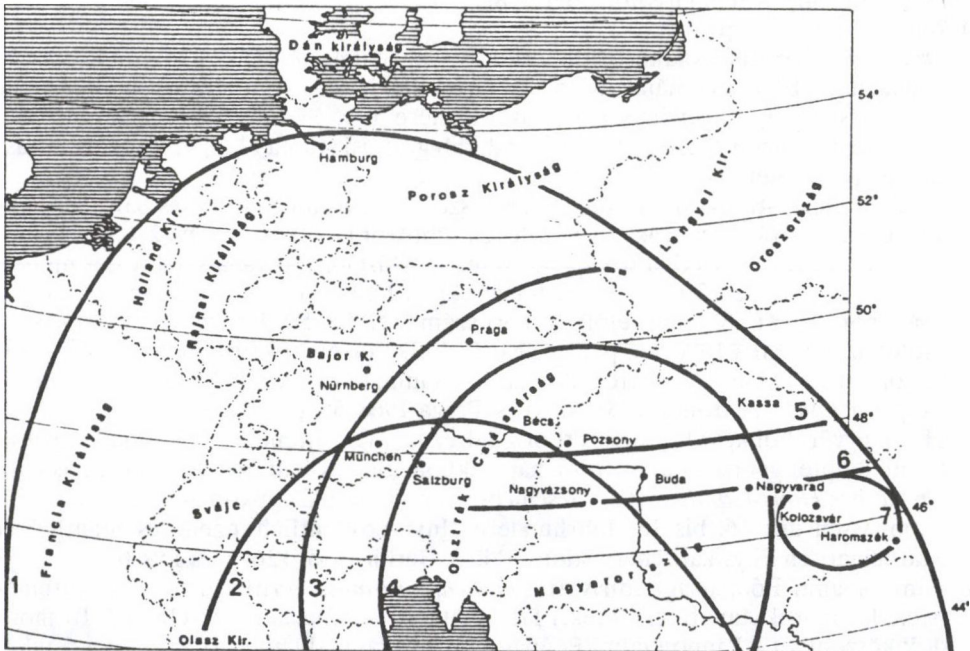 Dán királyság
54°
Hamburg
Porosz Királyság
Lengyel Kir.
Oroszország
52°
Holland Kir.
Rajnai Királyság
50°
Prága
Bajor K.
Nürnberg
Kassa
5
48°
Francia Királyság
Osztrák Császárság
Bécs
Pozsony
München
Salzburg
6
Svájc
Nagyvázsony
Buda
Nagyvarad
46°
Kolozsvár
7
Haromszék
Magyarország
1
2
3
4
Olasz Kir.
44°